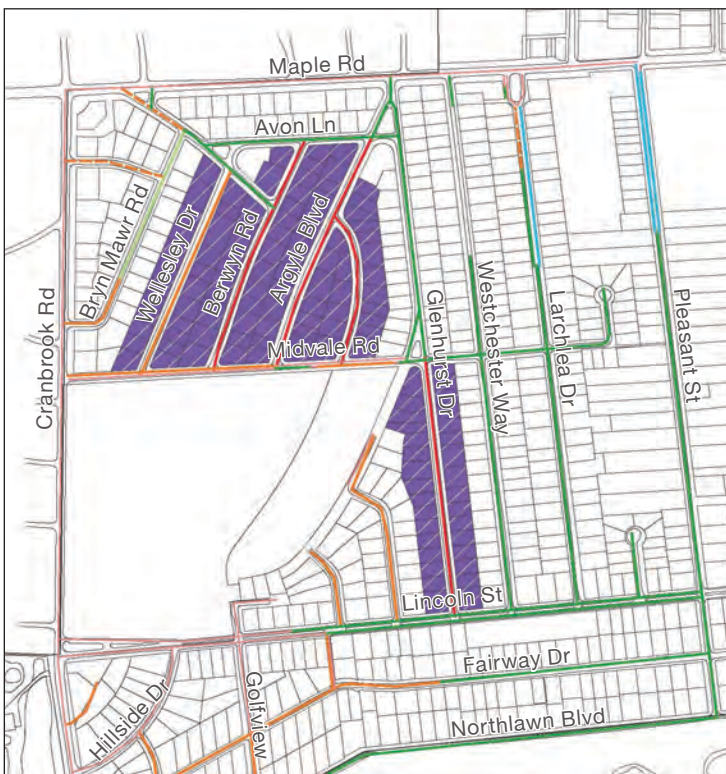 Maple Rd
Avon Ln
Bryn Mawr Rd
Wellesley Dr
Berwyn Rd
Argyle Blvd
Cranbrook Rd
Midvale Rd
Glenhurst Dr
Westchester Way
Larchlea Dr
Pleasant St
Lincoln St
Fairway Dr
Hillside Dr
Golfview
Northlawn Blvd